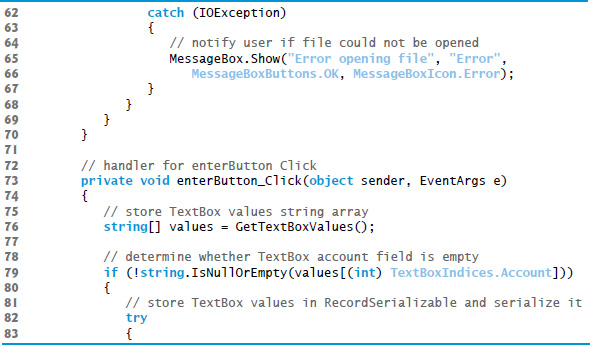 62 catch (IOException)
63 {
64 // notify user if file could not be opened
65 MessageBox.Show("Error opening file", "Error",
66 MessageBoxButtons.OK, MessageBoxIcon.Error);
67 }
68 }
69 }
70 }
71
72 // handler for enterButton Click
73 private void enterButton_Click(object sender, EventArgs e)
74 {
75 // store TextBox values string array
76 string[] values = GetTextBoxValues();
77
78 // determine whether TextBox account field is empty
79 if (!string.IsNullOrEmpty(values[(int) TextBoxIndices.Account]))
80 {
81 // store TextBox values in RecordSerializable and serialize it
82 try
83 {